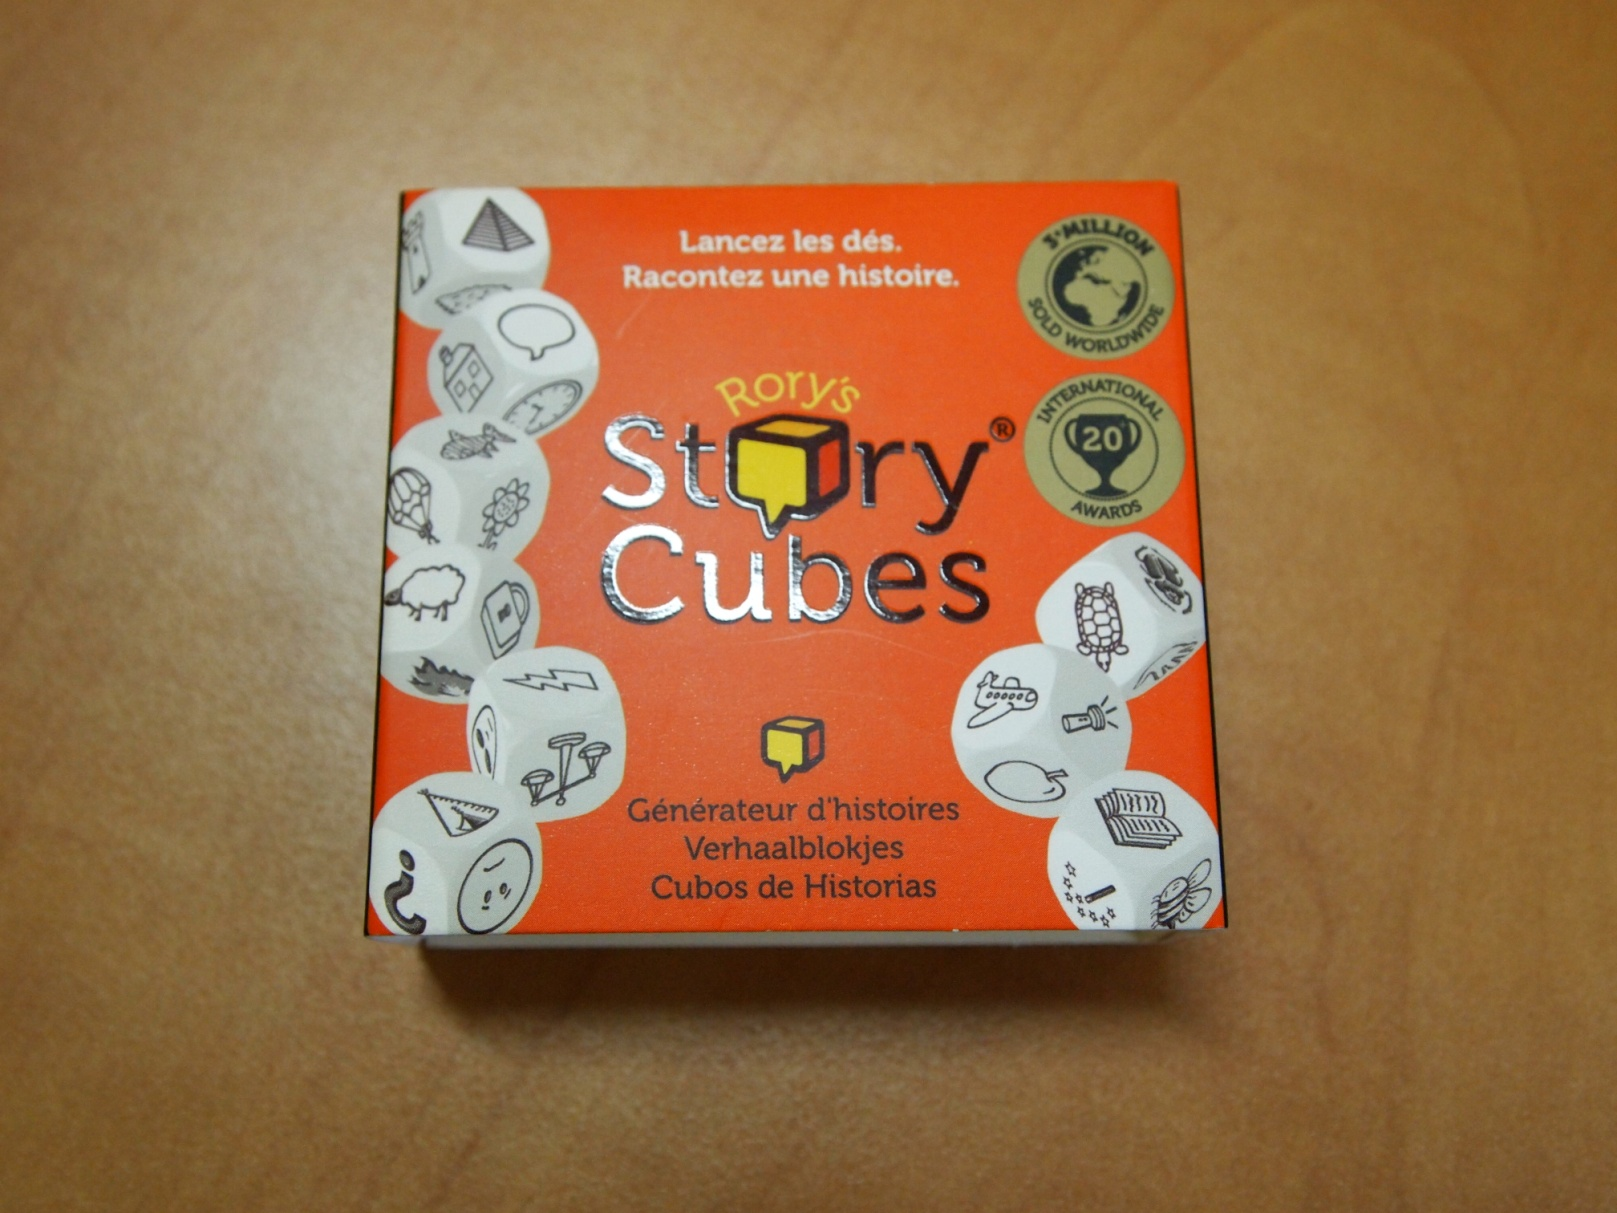 Lancez les dés.
Racontez une histoire.
1+ MILLION
SOLD WORLDWIDE
INTERNATIONAL
20+
AWARDS
Rory's
Story®
Cubes
Générateur d'histoires
Verhaalblokjes
Cubos de Historias